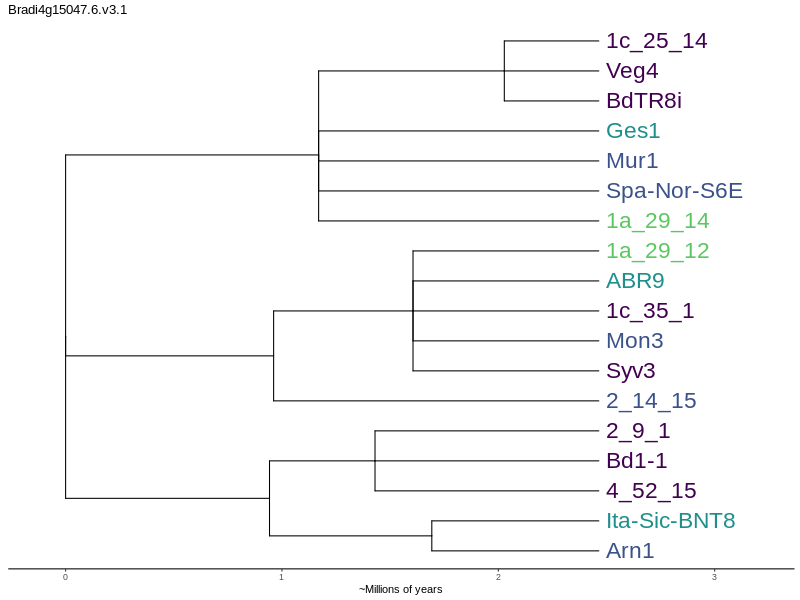 Bradi4g15047.6.v3.1
1c_25_14
Veg4
BdTR8i
Ges1
Mur1
Spa-Nor-S6E
1a_29_14
1a_29_12
ABR9
1c_35_1
Mon3
Syv3
2_14_15
2_9_1
Bd1-1
4_52_15
Ita-Sic-BNT8
Arn1
0 1 2 3
~Millions of years